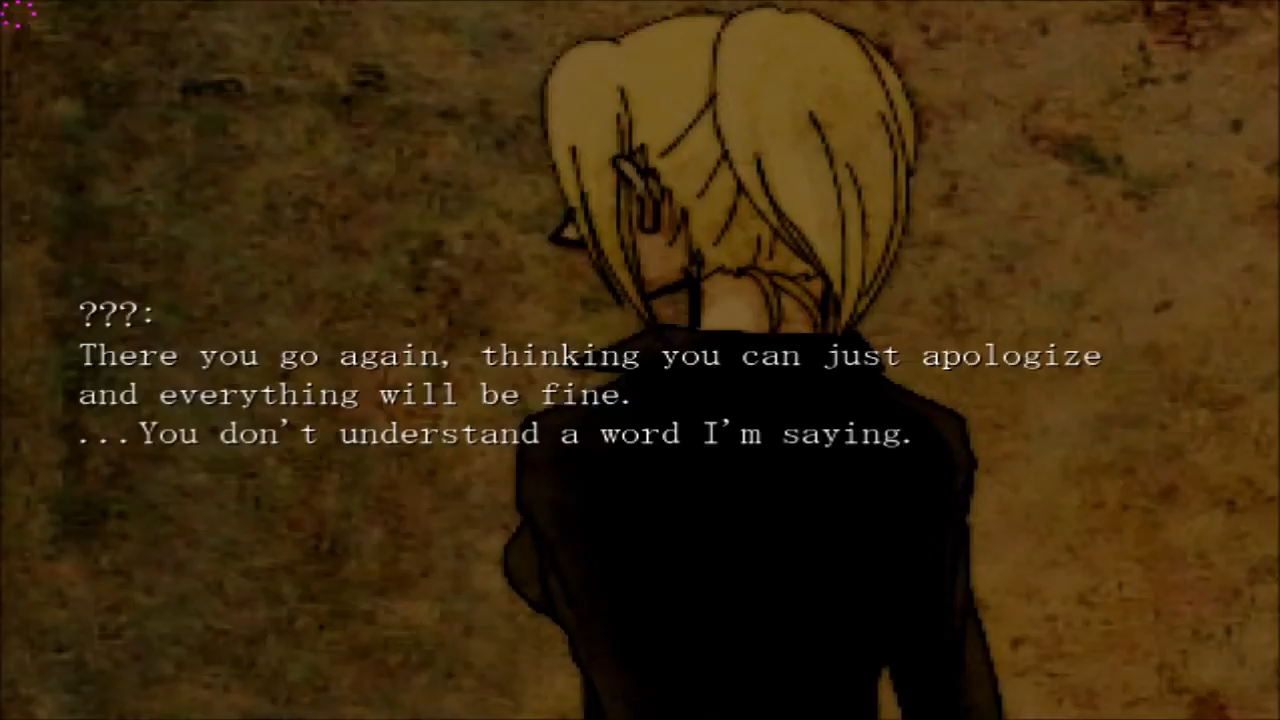 ???:
There you go again, thinking you can just apologize
and everything will be fine.
...You don't understand a word I'm saying.